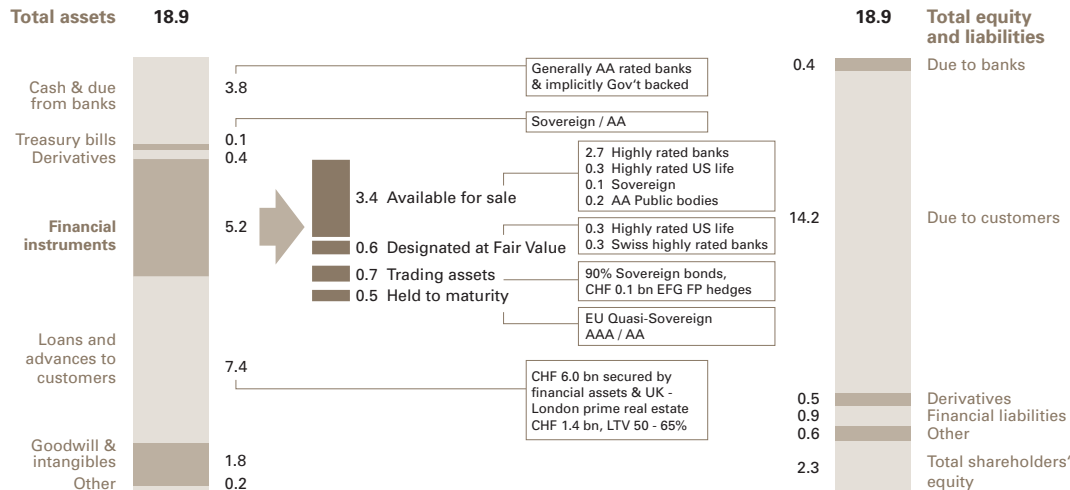 Total assets 18.9
Cash & due
from banks
3.8
Treasury bills
0.1
Derivatives
0.4
Financial
instruments
5.2
Loans and
advances to
customers
7.4
Goodwill &
intangibles
1.8
Other
0.2
3.4 Available for sale
0.6 Designated at Fair Value
0.7 Trading assets
0.5 Held to maturity
Generally AA rated banks
& implicitly Gov't backed
Sovereign / AA
2.7 Highly rated banks
0.3 Highly rated US life
0.1 Sovereign
0.2 AA Public bodies
0.3 Highly rated US life
0.3 Swiss highly rated banks
90% Sovereign bonds,
CHF 0.1 bn EFG FP hedges
EU Quasi-Sovereign
AAA / AA
CHF 6.0 bn secured by
financial assets & UK -
London prime real estate
CHF 1.4 bn, LTV 50 - 65%
18.9 Total equity
and liabilities
0.4 Due to banks
14.2 Due to customers
0.5 Derivatives
0.9 Financial liabilities
0.6 Other
2.3 Total shareholders‘
equity